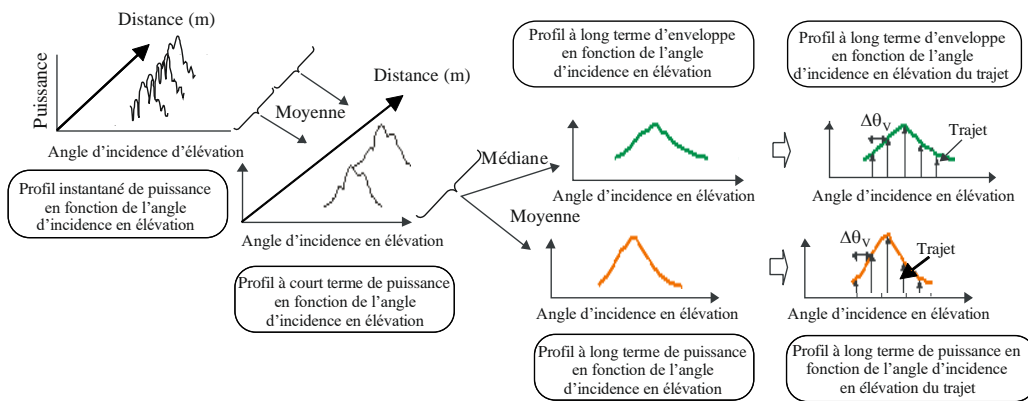 Distance (m)
Puissance
Angle d’incidence d’élévation
Profil instantané de puissance
en fonction de l’angle
d’incidence en élévation
Moyenne
Distance (m)
Angle d’incidence en élévation
Profil à court terme de puissance
en fonction de l’angle
d’incidence en élévation
Médiane
Moyenne
Profil à long terme d’enveloppe
en fonction de l’angle
d’incidence en élévation
Angle d’incidence en élévation
Angle d’incidence en élévation
Profil à long terme de puissance
en fonction de l’angle
d’incidence en élévation
Profil à long terme d’enveloppe
en fonction de l’angle
d’incidence en élévation du trajet
Δθv
Trajet
Angle d’incidence en élévation
Δθv
Trajet
Angle d’incidence en élévation
Profil à long terme de puissance en
fonction de l’angle d’incidence
en élévation du trajet